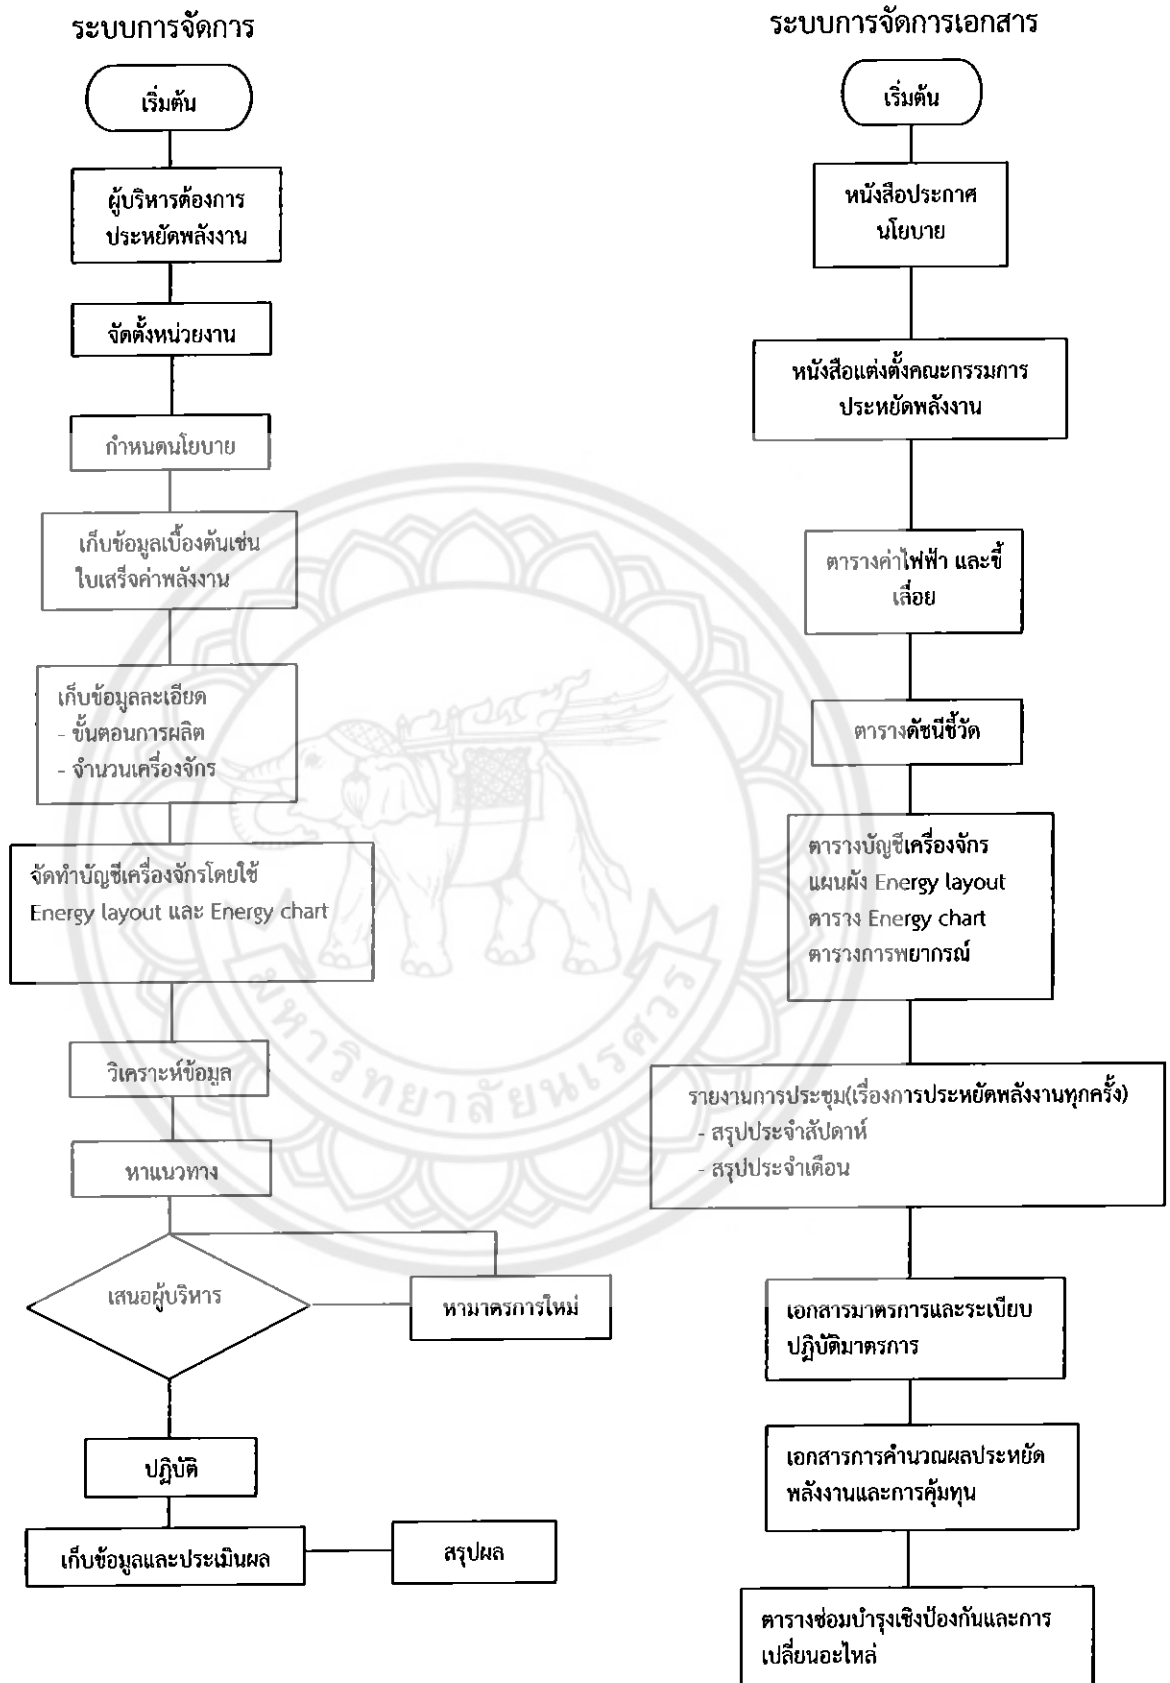 ระบบการจัดการ
เริ่มต้น
ผู้บริหารต้องการ
ประหยัดพลังงาน
จัดตั้งหน่วยงาน
กำหนดนโยบาย
เก็บข้อมูลเบื้องต้นเช่น
ใบเสร็จค่าพลังงาน
เก็บข้อมูลละเอียด
- ขั้นตอนการผลิต
- จำนวนเครื่องจักร
จัดทำบัญชีเครื่องจักรโดยใช้
Energy layout และ Energy chart
วิเคราะห์ข้อมูล
หาแนวทาง
เสนอผู้บริหาร
หามาตรการใหม่
ปฏิบัติ
เก็บข้อมูลและประเมินผล
สรุปผล
ระบบการจัดการเอกสาร
เริ่มต้น
หนังสือประกาศ
นโยบาย
หนังสือแต่งตั้งคณะกรรมการ
ประหยัดพลังงาน
ตารางค่าไฟฟ้า และขี้
เลื่อย
ตารางดัชนีชี้วัด
ตารางบัญชีเครื่องจักร
แผนผัง Energy layout
ตาราง Energy chart
ตารางการพยากรณ์
รายงานการประชุม(เรื่องการประหยัดพลังงานทุกครั้ง)
- สรุปประจำสัปดาห์
- สรุปประจำเดือน
เอกสารมาตรการและระเบียบ
ปฏิบัติมาตรการ
เอกสารการคำนวณผลประหยัด
พลังงานและการคุ้มทุน
ตารางซ่อมบำรุงเชิงป้องกันและการ
เปลี่ยนอะไหล่
มหาวิทยาลัยนเรศวร